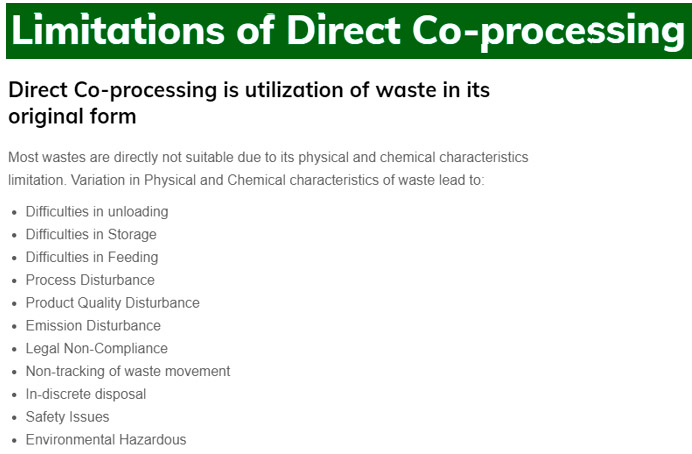 Limitations of Direct Co-processing
Direct Co-processing is utilization of waste in its
original form
Most wastes are directly not suitable due to its physical and chemical characteristics
limitation. Variation in Physical and Chemical characteristics of waste lead to:
• Difficulties in unloading
• Difficulties in Storage
• Difficulties in Feeding
• Process Disturbance
• Product Quality Disturbance
• Emission Disturbance
• Legal Non-Compliance
• Non-tracking of waste movement
• In-discrete disposal
• Safety Issues
• Environmental Hazardous